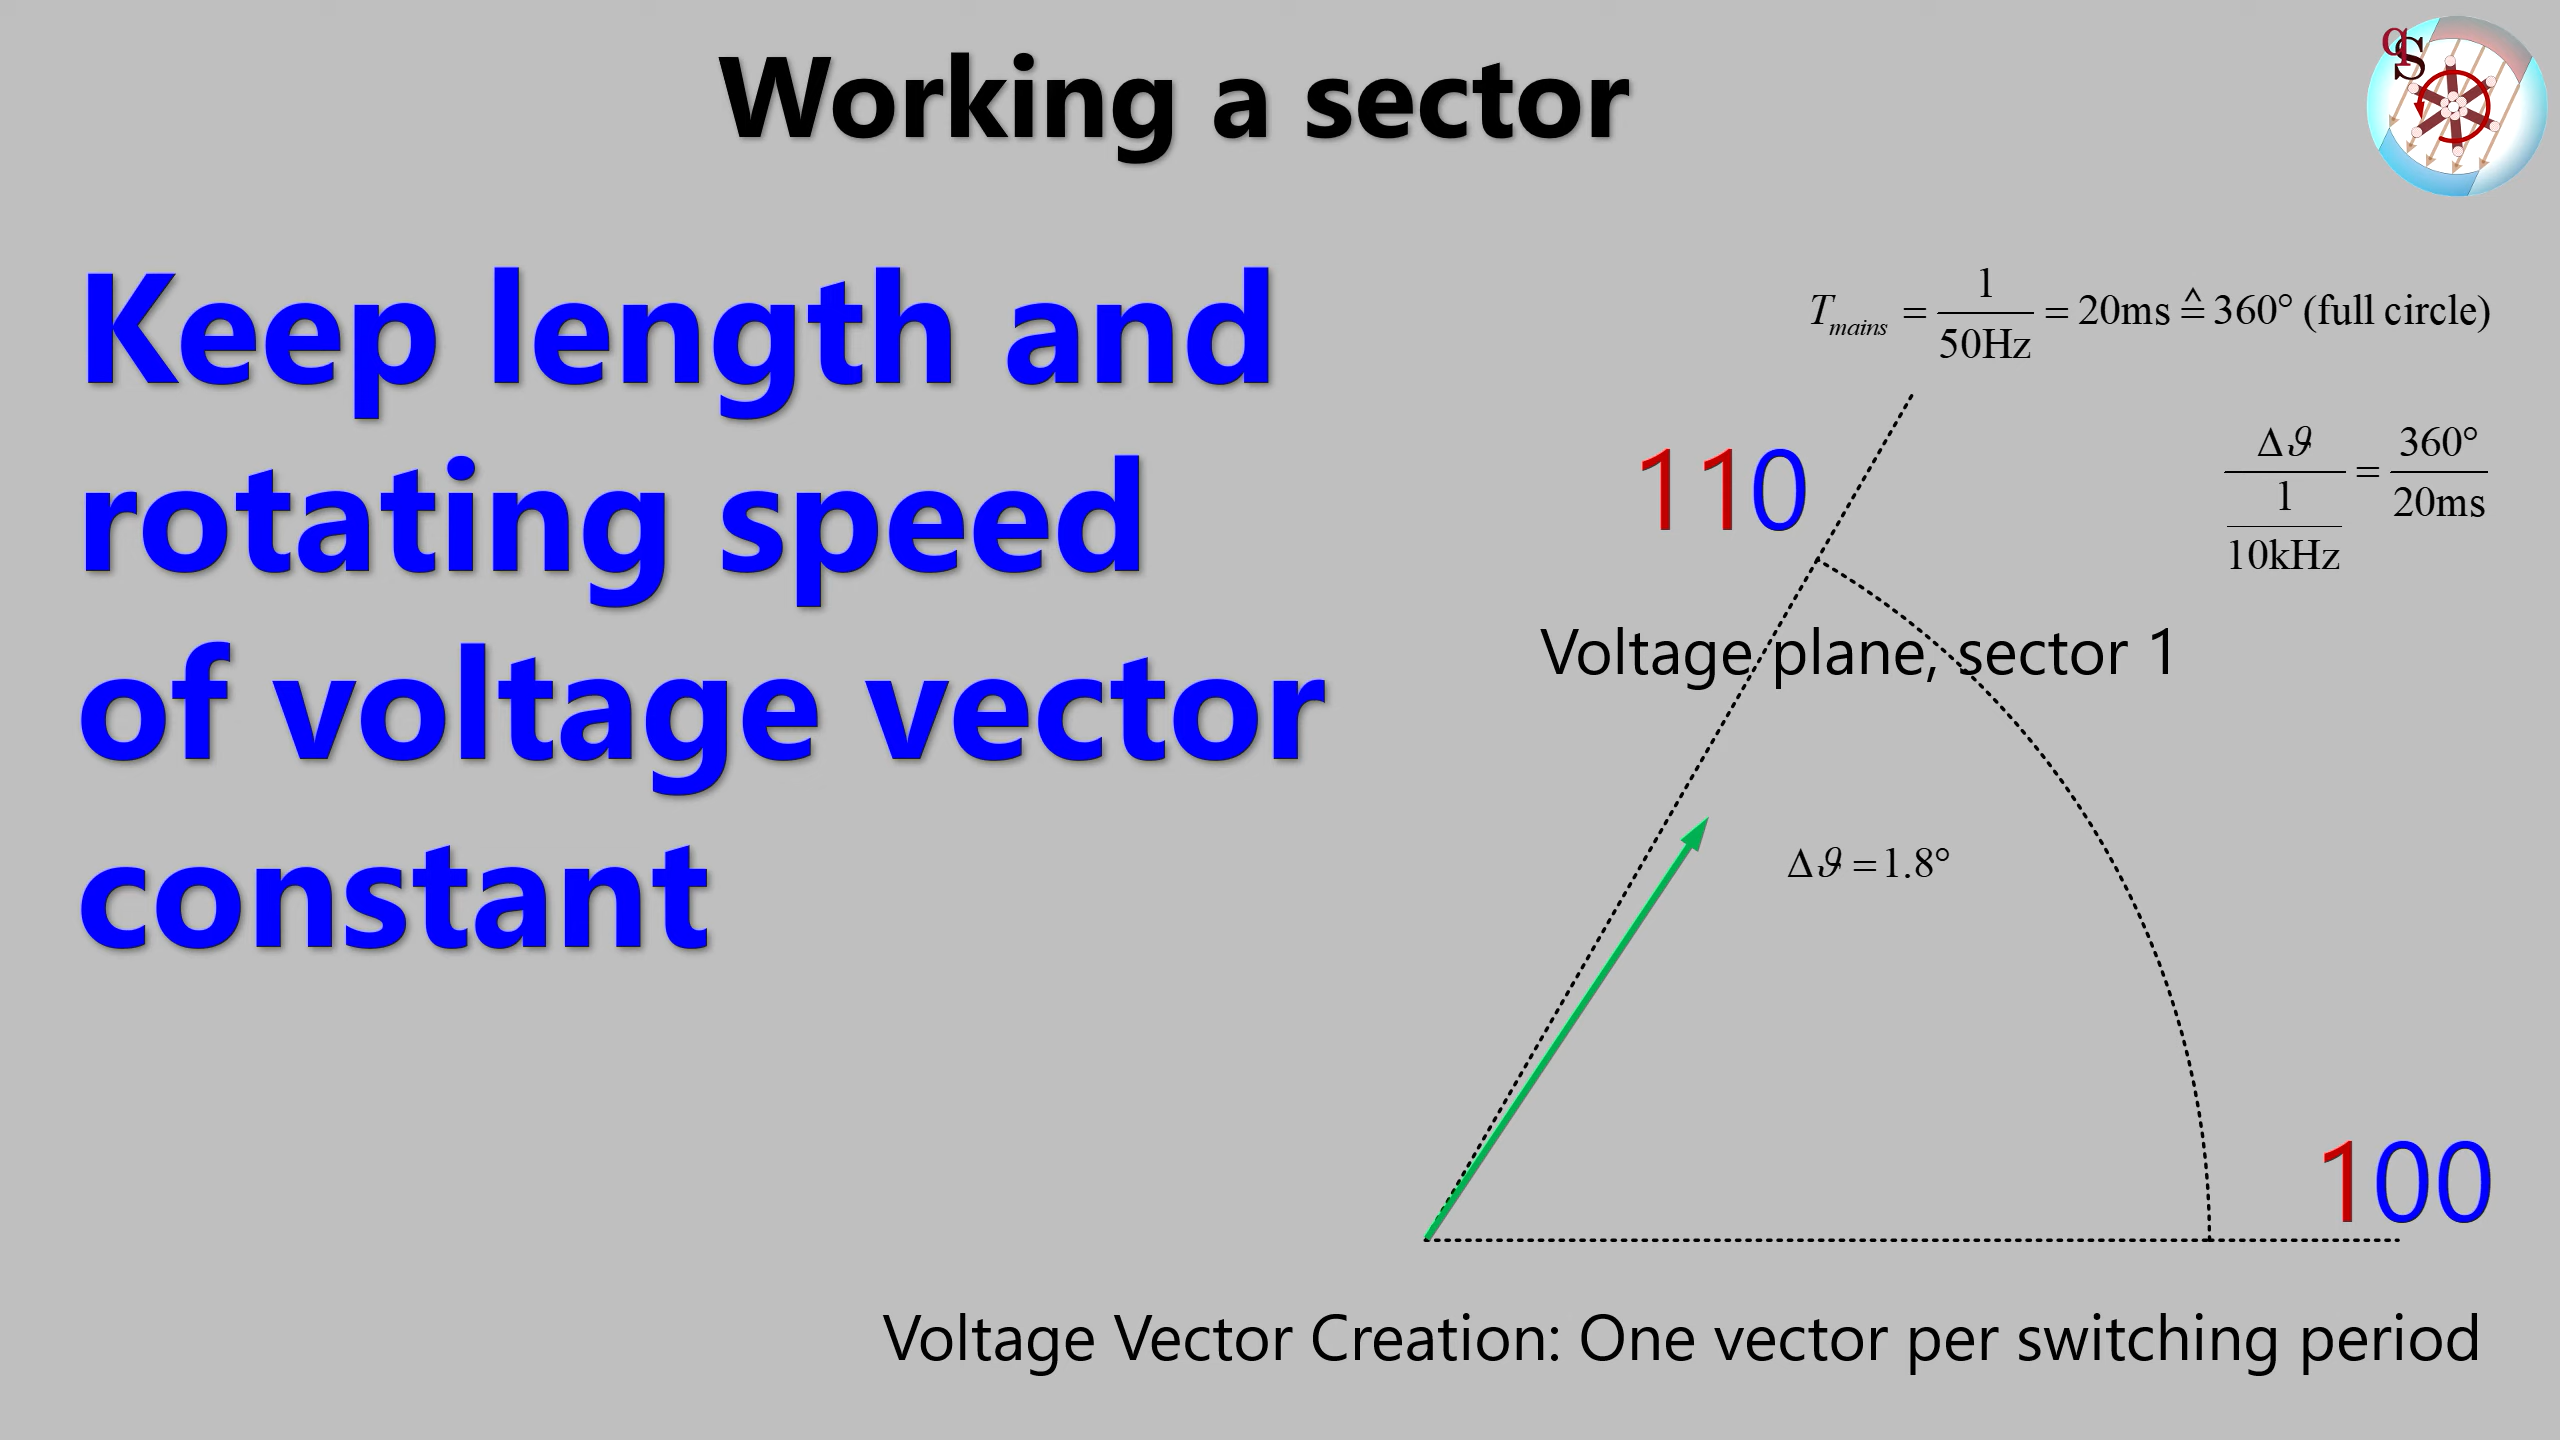 Working a sector
qS
Keep length and
rotating speed
of voltage vector
constant
T_mains = 1/50Hz = 20ms ≙ 360° (full circle)
Δϑ / (1/10kHz) = 360°/20ms
110
Voltage plane, sector 1
Δϑ = 1.8°
100
Voltage Vector Creation: One vector per switching period